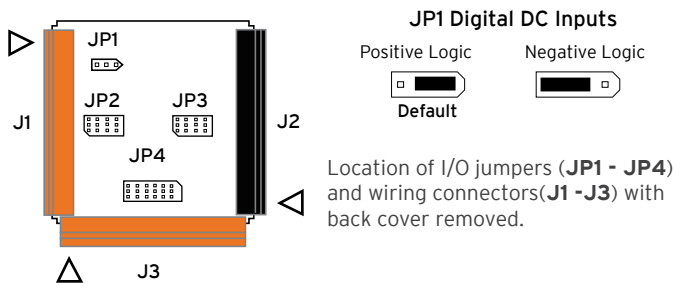 JP1
JP2
JP3
J1
J2
JP4
J3
JP1 Digital DC Inputs
Positive Logic
Negative Logic
Default
Location of I/O jumpers (JP1 - JP4)
and wiring connectors(J1 -J3) with
back cover removed.